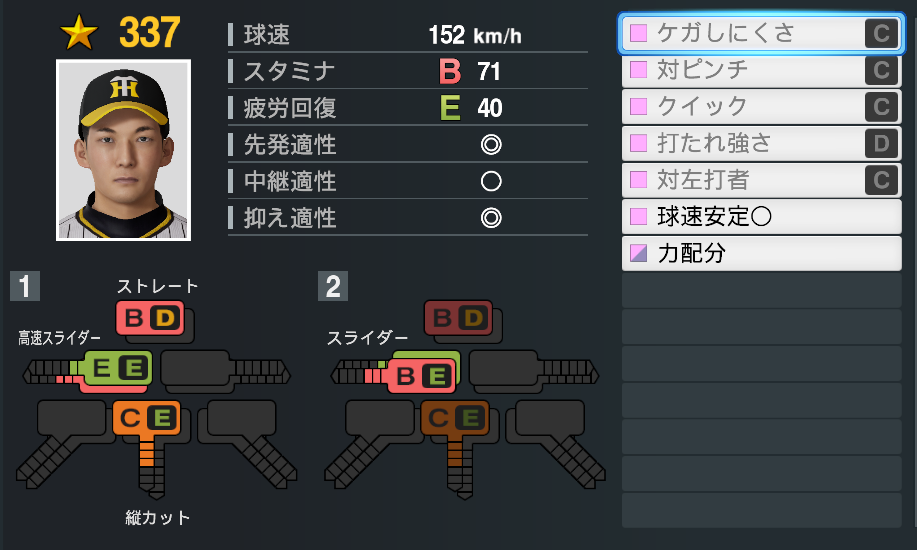 ★ 337
球速 152 km/h
スタミナ B 71
疲労回復 E 40
先発適性 ◎
中継適性 ○
抑え適性 ◎
ケガしにくさ C
対ピンチ C
クイック C
打たれ強さ D
対左打者 C
球速安定○
力配分
1
ストレート
B D
高速スライダー
E E
C E
縦カット
2
B D
スライダー
B E
C E